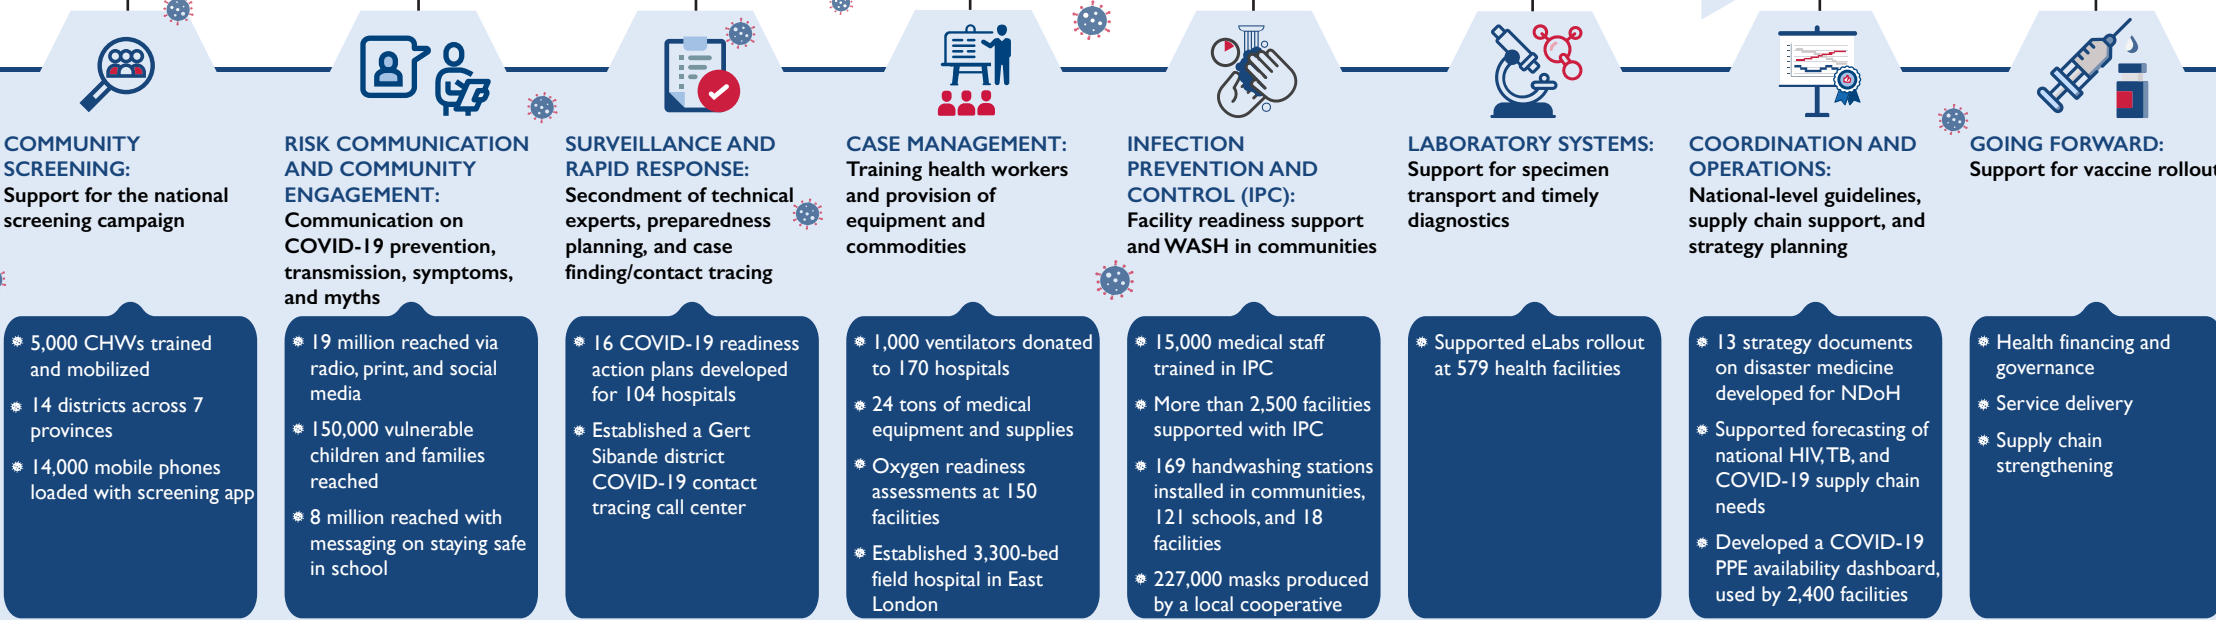 COMMUNITY
SCREENING:
Support for the national
screening campaign
5,000 CHWs trained
and mobilized
14 districts across 7
provinces
14,000 mobile phones
loaded with screening app
RISK COMMUNICATION
AND COMMUNITY
ENGAGEMENT:
Communication on
COVID-19 prevention,
transmission, symptoms,
and myths
19 million reached via
radio, print, and social
media
150,000 vulnerable
children and families
reached
8 million reached with
messaging on staying safe
in school
SURVEILLANCE AND
RAPID RESPONSE:
Secondment of technical
experts, preparedness
planning, and case
finding/contact tracing
16 COVID-19 readiness
action plans developed
for 104 hospitals
Established a Gert
Sibande district
COVID-19 contact
tracing call center
CASE MANAGEMENT:
Training health workers
and provision of
equipment and
commodities
1,000 ventilators donated
to 170 hospitals
24 tons of medical
equipment and supplies
Oxygen readiness
assessments at 150
facilities
Established 3,300-bed
field hospital in East
London
INFECTION
PREVENTION AND
CONTROL (IPC):
Facility readiness support
and WASH in communities
15,000 medical staff
trained in IPC
More than 2,500 facilities
supported with IPC
169 handwashing stations
installed in communities,
121 schools, and 18
facilities
227,000 masks produced
by a local cooperative
LABORATORY SYSTEMS:
Support for specimen
transport and timely
diagnostics
Supported eLabs rollout
at 579 health facilities
COORDINATION AND
OPERATIONS:
National-level guidelines,
supply chain support, and
strategy planning
13 strategy documents
on disaster medicine
developed for NDoH
Supported forecasting of
national HIV, TB, and
COVID-19 supply chain
needs
Developed a COVID-19
PPE availability dashboard,
used by 2,400 facilities
GOING FORWARD:
Support for vaccine rollout
Health financing and
governance
Service delivery
Supply chain
strengthening